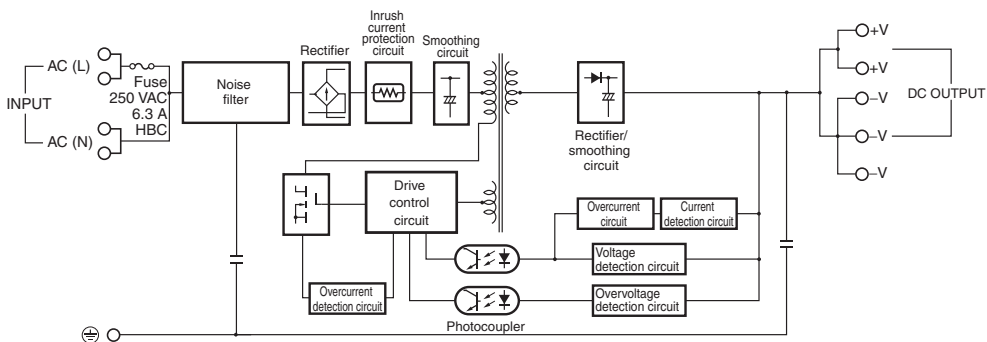 INPUT
AC (L)
AC (N)
Fuse
250 VAC
6.3 A
HBC
Noise
filter
Rectifier
Inrush
current
protection
circuit
Smoothing
circuit
Rectifier/
smoothing
circuit
+V
+V
−V
−V
−V
DC OUTPUT
Drive
control
circuit
Overcurrent
circuit
Current
detection circuit
Voltage
detection circuit
Overcurrent
detection circuit
Overvoltage
detection circuit
Photocoupler